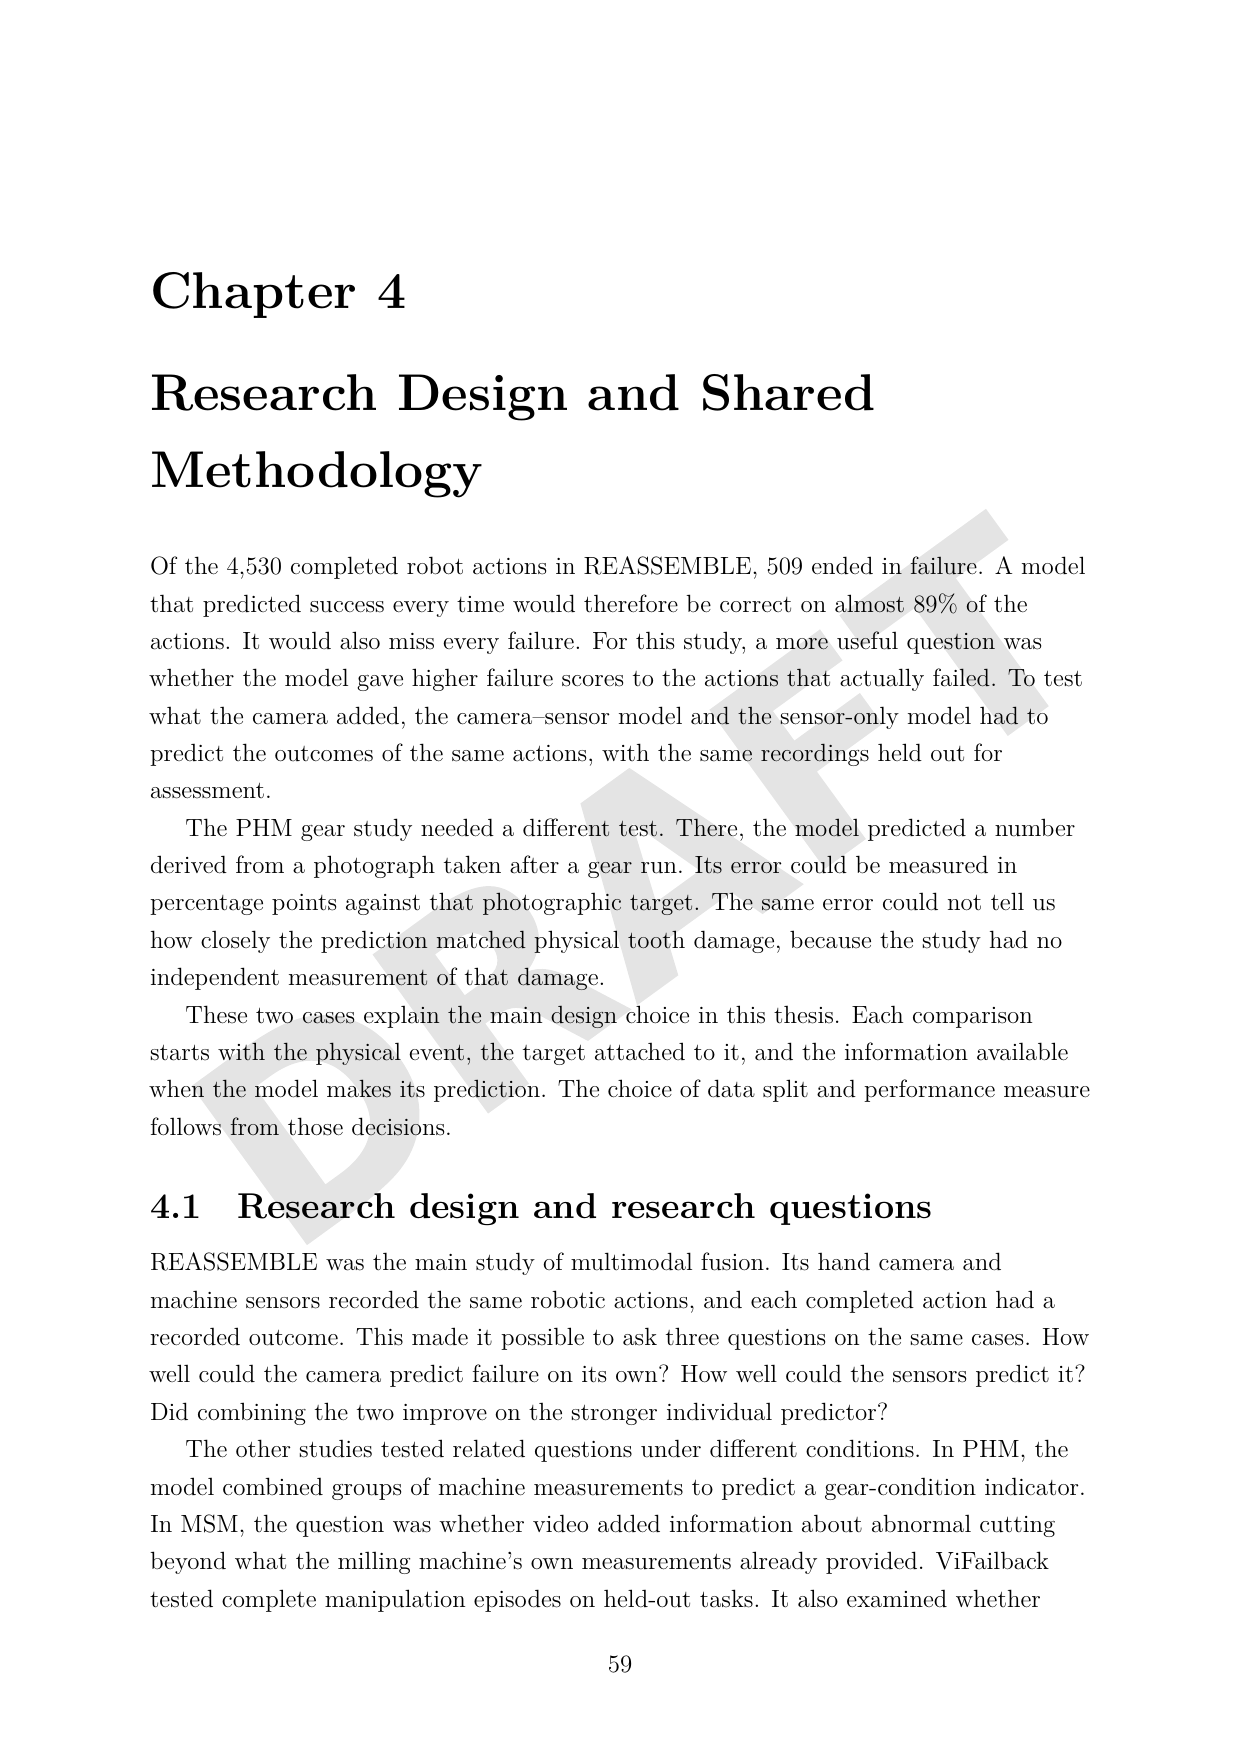 Chapter 4
Research Design and Shared
Methodology
Of the 4,530 completed robot actions in REASSEMBLE, 509 ended in failure. A model
that predicted success every time would therefore be correct on almost 89% of the
actions. It would also miss every failure. For this study, a more useful question was
whether the model gave higher failure scores to the actions that actually failed. To test
what the camera added, the camera–sensor model and the sensor-only model had to
predict the outcomes of the same actions, with the same recordings held out for
assessment.
The PHM gear study needed a different test. There, the model predicted a number
derived from a photograph taken after a gear run. Its error could be measured in
percentage points against that photographic target. The same error could not tell us
how closely the prediction matched physical tooth damage, because the study had no
independent measurement of that damage.
These two cases explain the main design choice in this thesis. Each comparison
starts with the physical event, the target attached to it, and the information available
when the model makes its prediction. The choice of data split and performance measure
follows from those decisions.
4.1 Research design and research questions
REASSEMBLE was the main study of multimodal fusion. Its hand camera and
machine sensors recorded the same robotic actions, and each completed action had a
recorded outcome. This made it possible to ask three questions on the same cases. How
well could the camera predict failure on its own? How well could the sensors predict it?
Did combining the two improve on the stronger individual predictor?
The other studies tested related questions under different conditions. In PHM, the
model combined groups of machine measurements to predict a gear-condition indicator.
In MSM, the question was whether video added information about abnormal cutting
beyond what the milling machine's own measurements already provided. ViFailback
tested complete manipulation episodes on held-out tasks. It also examined whether
59
DRAFT